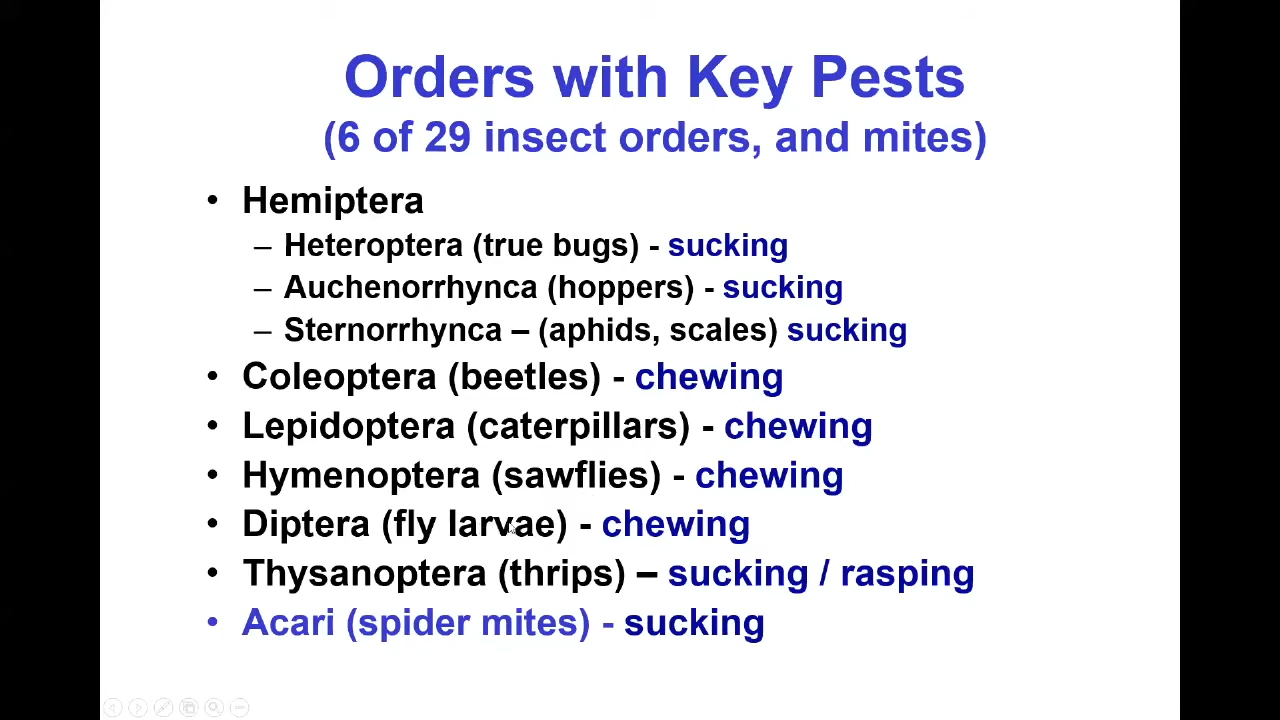 Orders with Key Pests
(6 of 29 insect orders, and mites)
• Hemiptera
– Heteroptera (true bugs) - sucking
– Auchenorrhynca (hoppers) - sucking
– Sternorrhynca – (aphids, scales) sucking
• Coleoptera (beetles) - chewing
• Lepidoptera (caterpillars) - chewing
• Hymenoptera (sawflies) - chewing
• Diptera (fly larvae) - chewing
• Thysanoptera (thrips) – sucking / rasping
• Acari (spider mites) - sucking